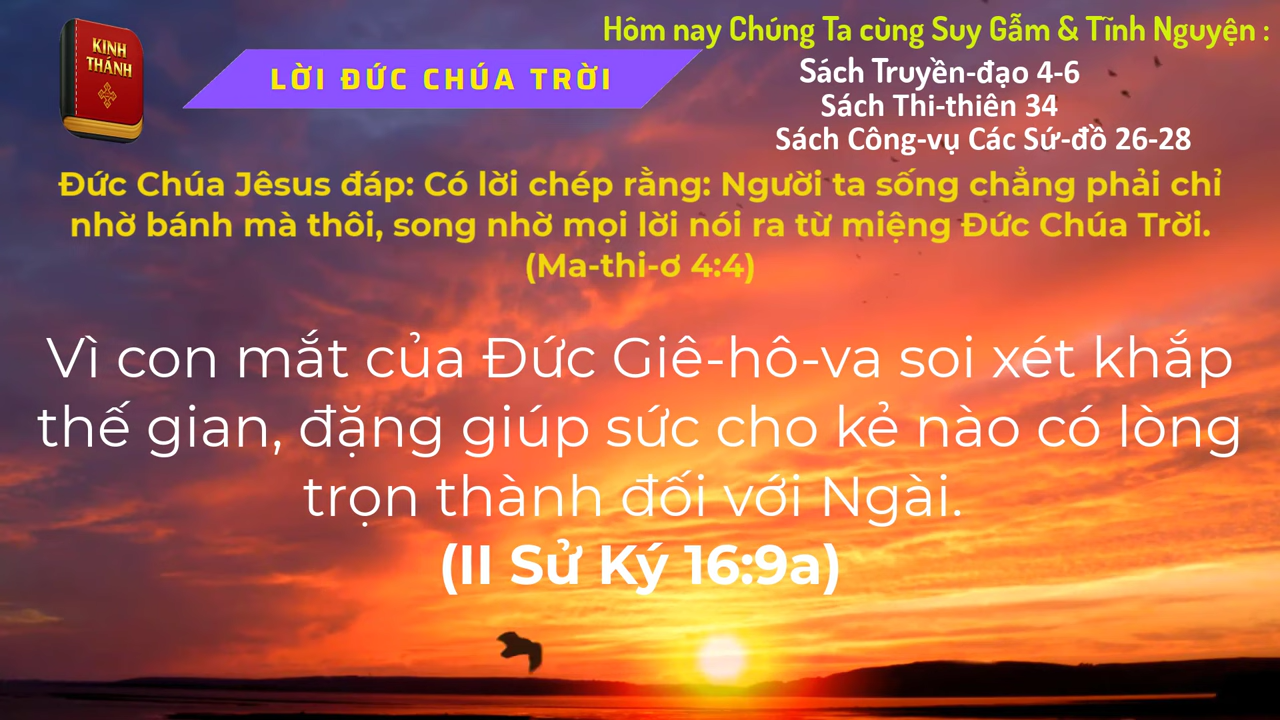 KINH
THÁNH
LỜI ĐỨC CHÚA TRỜI
Hôm nay Chúng Ta cùng Suy Gẫm & Tĩnh Nguyện :
Sách Truyền-đạo 4-6
Sách Thi-thiên 34
Sách Công-vụ Các Sứ-đồ 26-28
Đức Chúa Jêsus đáp: Có lời chép rằng: Người ta sống chẳng phải chỉ
nhờ bánh mà thôi, song nhờ mọi lời nói ra từ miệng Đức Chúa Trời.
(Ma-thi-ơ 4:4)
Vì con mắt của Đức Giê-hô-va soi xét khắp
thế gian, đặng giúp sức cho kẻ nào có lòng
trọn thành đối với Ngài.
(II Sử Ký 16:9a)